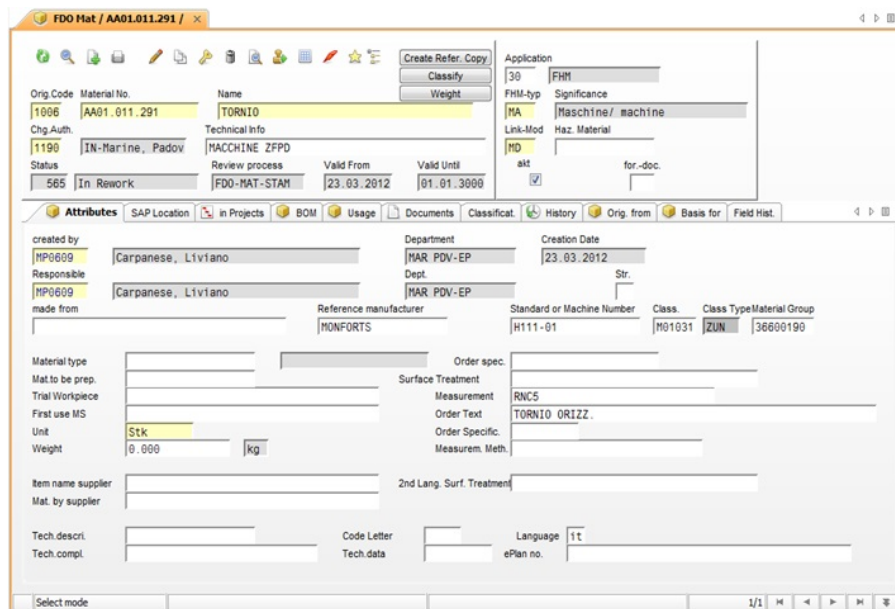 FDO Mat / AA01.011.291 /
Create Refer. Copy
Classify
Weight
Application
30 FHM
Orig.Code Material No. Name
1006 AA01.011.291 TORNIO
FHM-typ Significance
MA Maschine/ machine
Chg.Auth. Technical Info
1190 IN-Marine, Padov MACCHINE ZFPD
Link-Mod Haz. Material
MD
Status Review process Valid From Valid Until
565 In Rework FDO-MAT-STAM 23.03.2012 01.01.3000
akt for.-doc.
Attributes SAP Location in Projects BOM Usage Documents Classificat. History Orig. from Basis for Field Hist.
created by Department Creation Date
MP0609 Carpanese, Liviano MAR PDV-EP 23.03.2012
Responsible Dept. Str.
MP0609 Carpanese, Liviano MAR PDV-EP
made from Reference manufacturer Standard or Machine Number Class. Class Type Material Group
MONFORTS H111-01 M01031 ZUN 36600190
Material type Order spec.
Mat.to be prep. Surface Treatment
Trial Workpiece Measurement RNC5
First use MS Order Text TORNIO ORIZZ.
Unit Stk Order Specific.
Weight 0.000 kg Measurem. Meth.
Item name supplier 2nd Lang. Surf. Treatment
Mat. by supplier
Tech.descri. Code Letter Language it
Tech.compl. Tech.data ePlan no.
Select mode 1/1